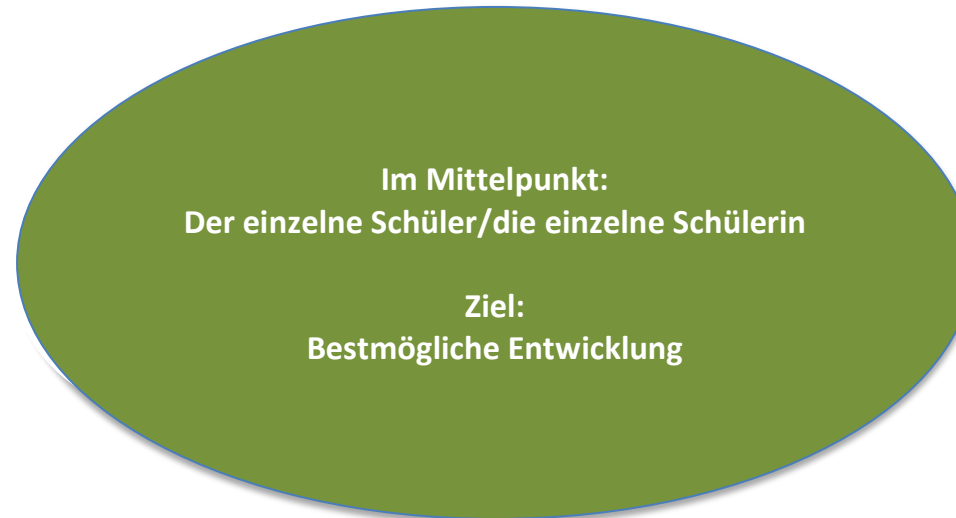 Im Mittelpunkt:
Der einzelne Schüler/die einzelne Schülerin
Ziel:
Bestmögliche Entwicklung